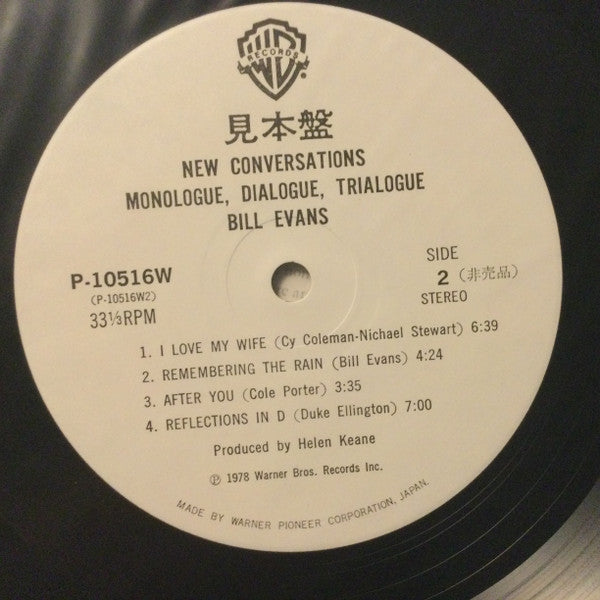 WB
RECORDS
見本盤
NEW CONVERSATIONS
MONOLOGUE, DIALOGUE, TRIALOGUE
BILL EVANS
P-10516W
(P-10516W2)
33⅓RPM
SIDE
2 (非売品)
STEREO
1. I LOVE MY WIFE (Cy Coleman-Nichael Stewart) 6:39
2. REMEMBERING THE RAIN (Bill Evans) 4:24
3. AFTER YOU (Cole Porter) 3:35
4. REFLECTIONS IN D (Duke Ellington) 7:00
Produced by Helen Keane
Ⓟ 1978 Warner Bros. Records Inc.
MADE BY WARNER PIONEER CORPORATION, JAPAN.